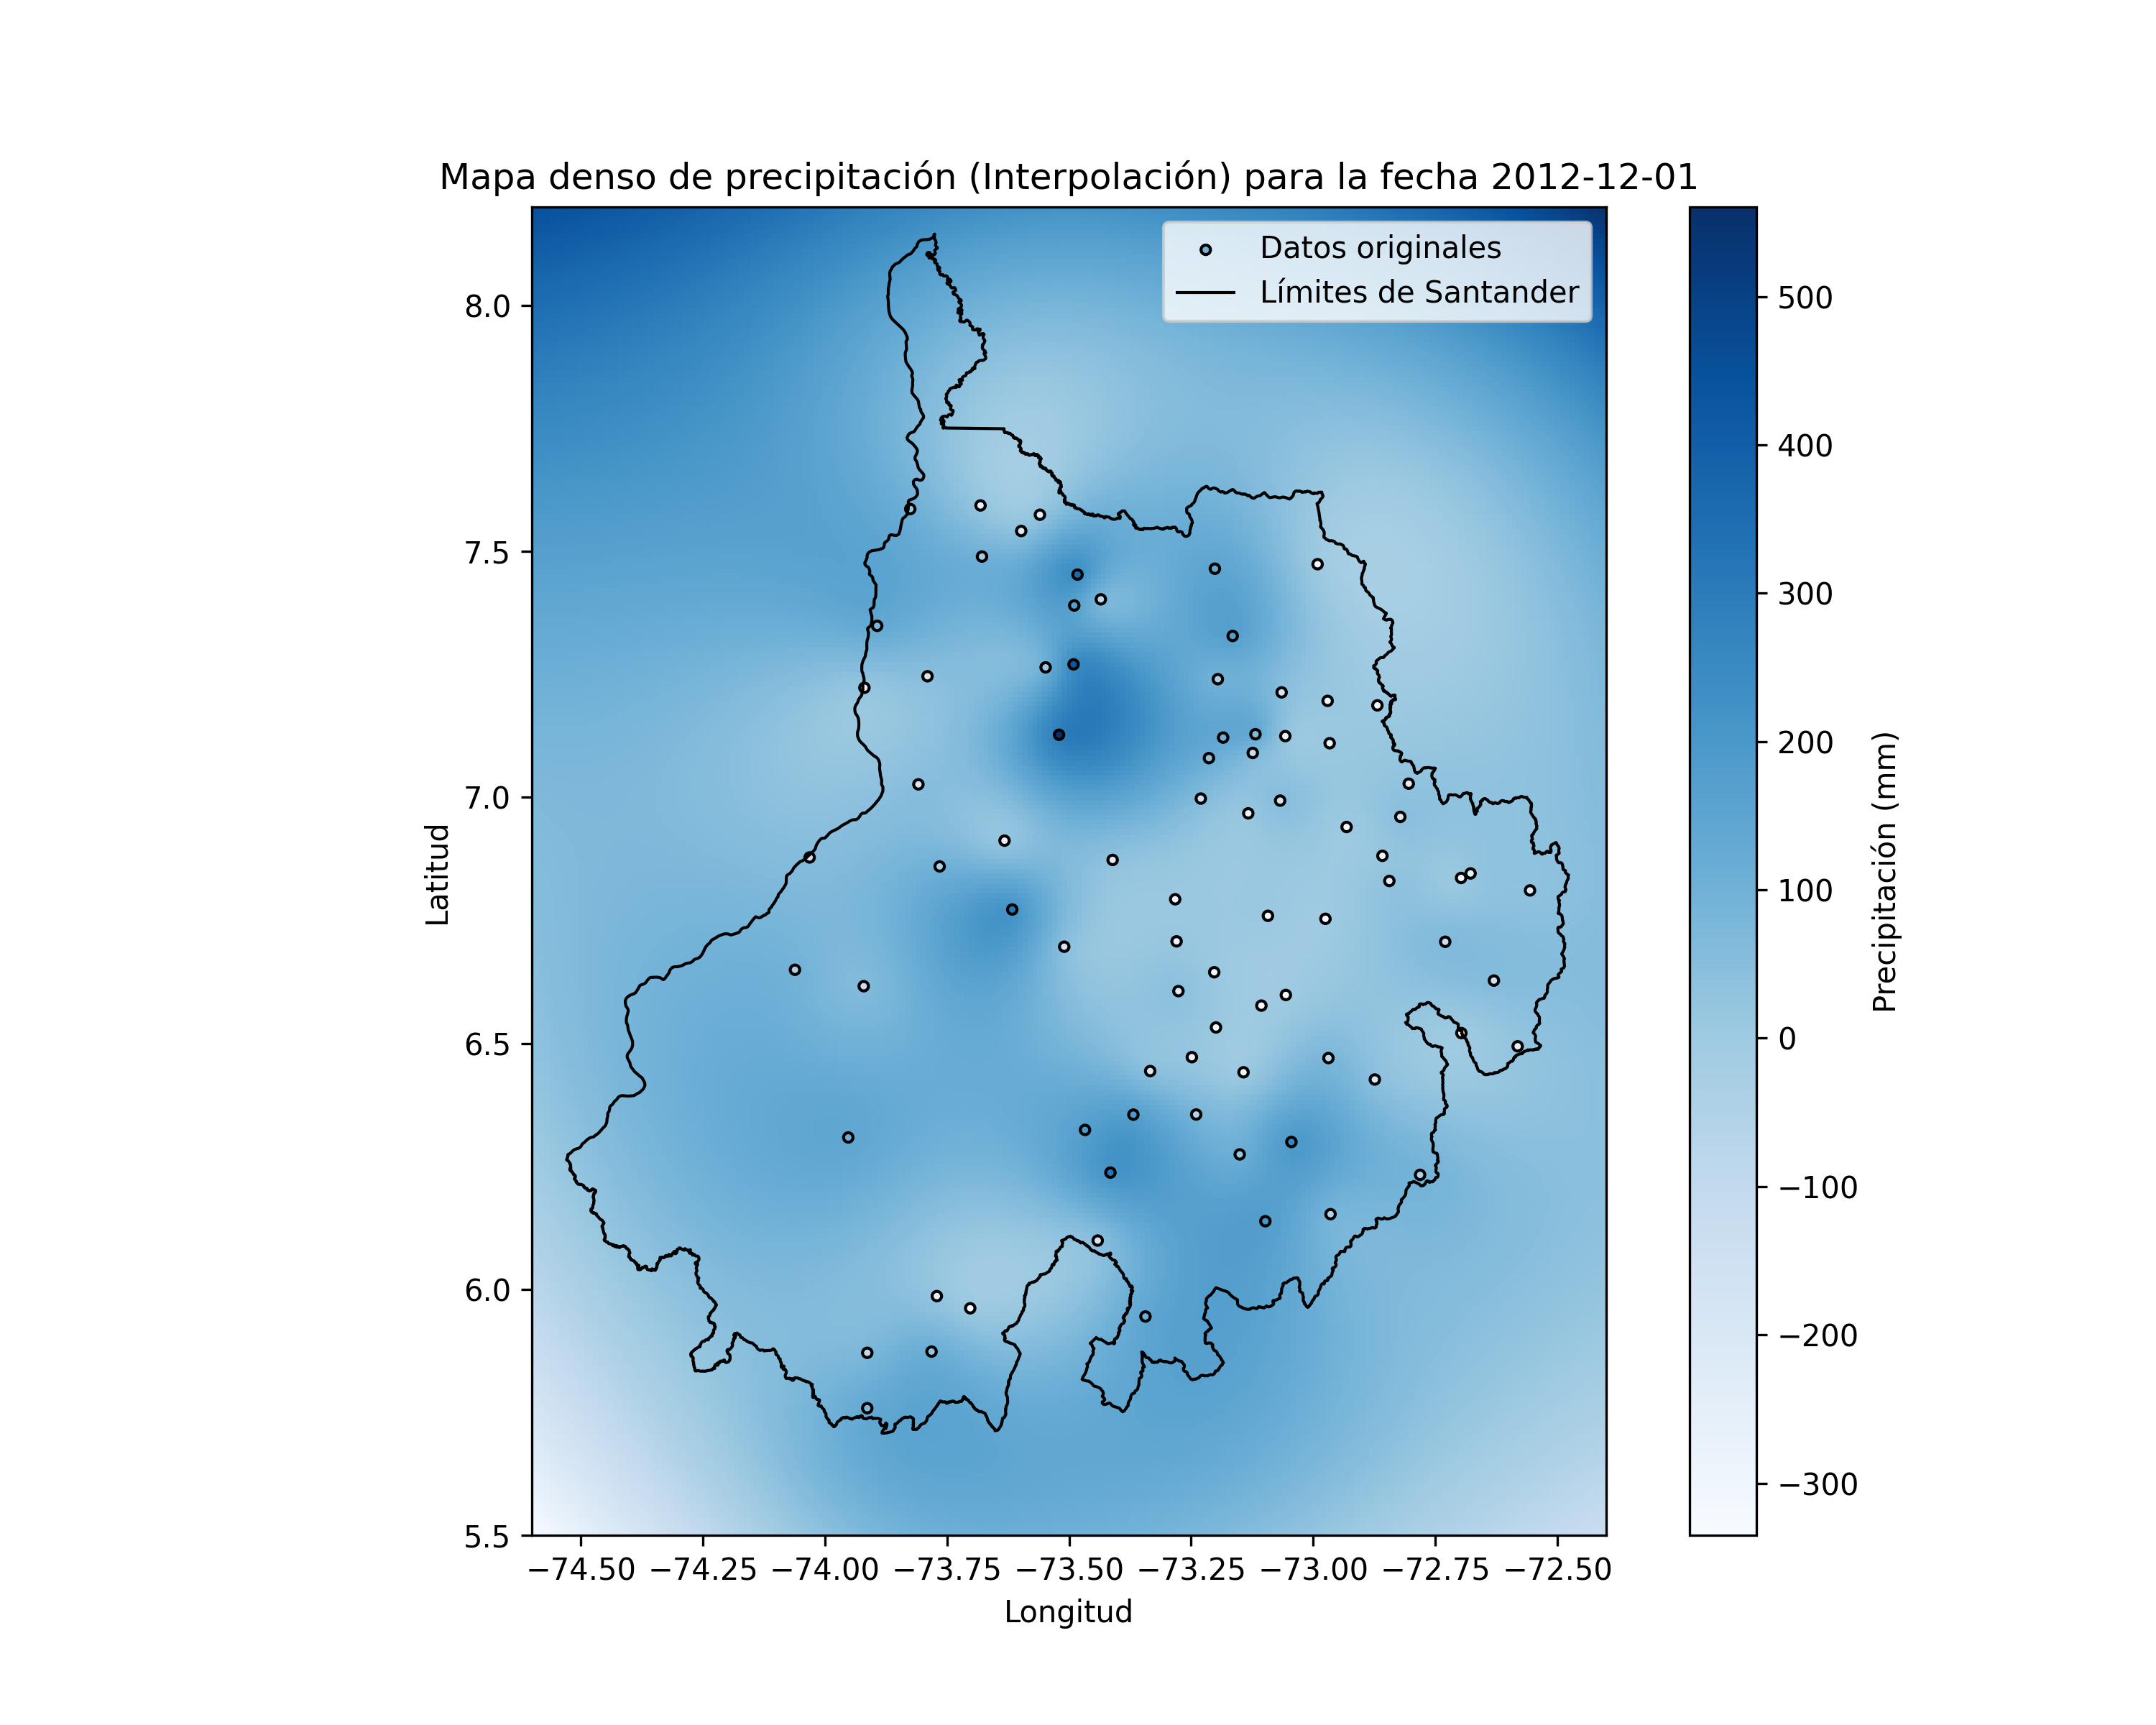 Mapa denso de precipitación (Interpolación) para la fecha 2012-12-01
Datos originales
Límites de Santander
8.0
7.5
7.0
6.5
6.0
5.5
Latitud
−74.50 −74.25 −74.00 −73.75 −73.50 −73.25 −73.00 −72.75 −72.50
Longitud
500
400
300
200
100
0
−100
−200
−300
Precipitación (mm)